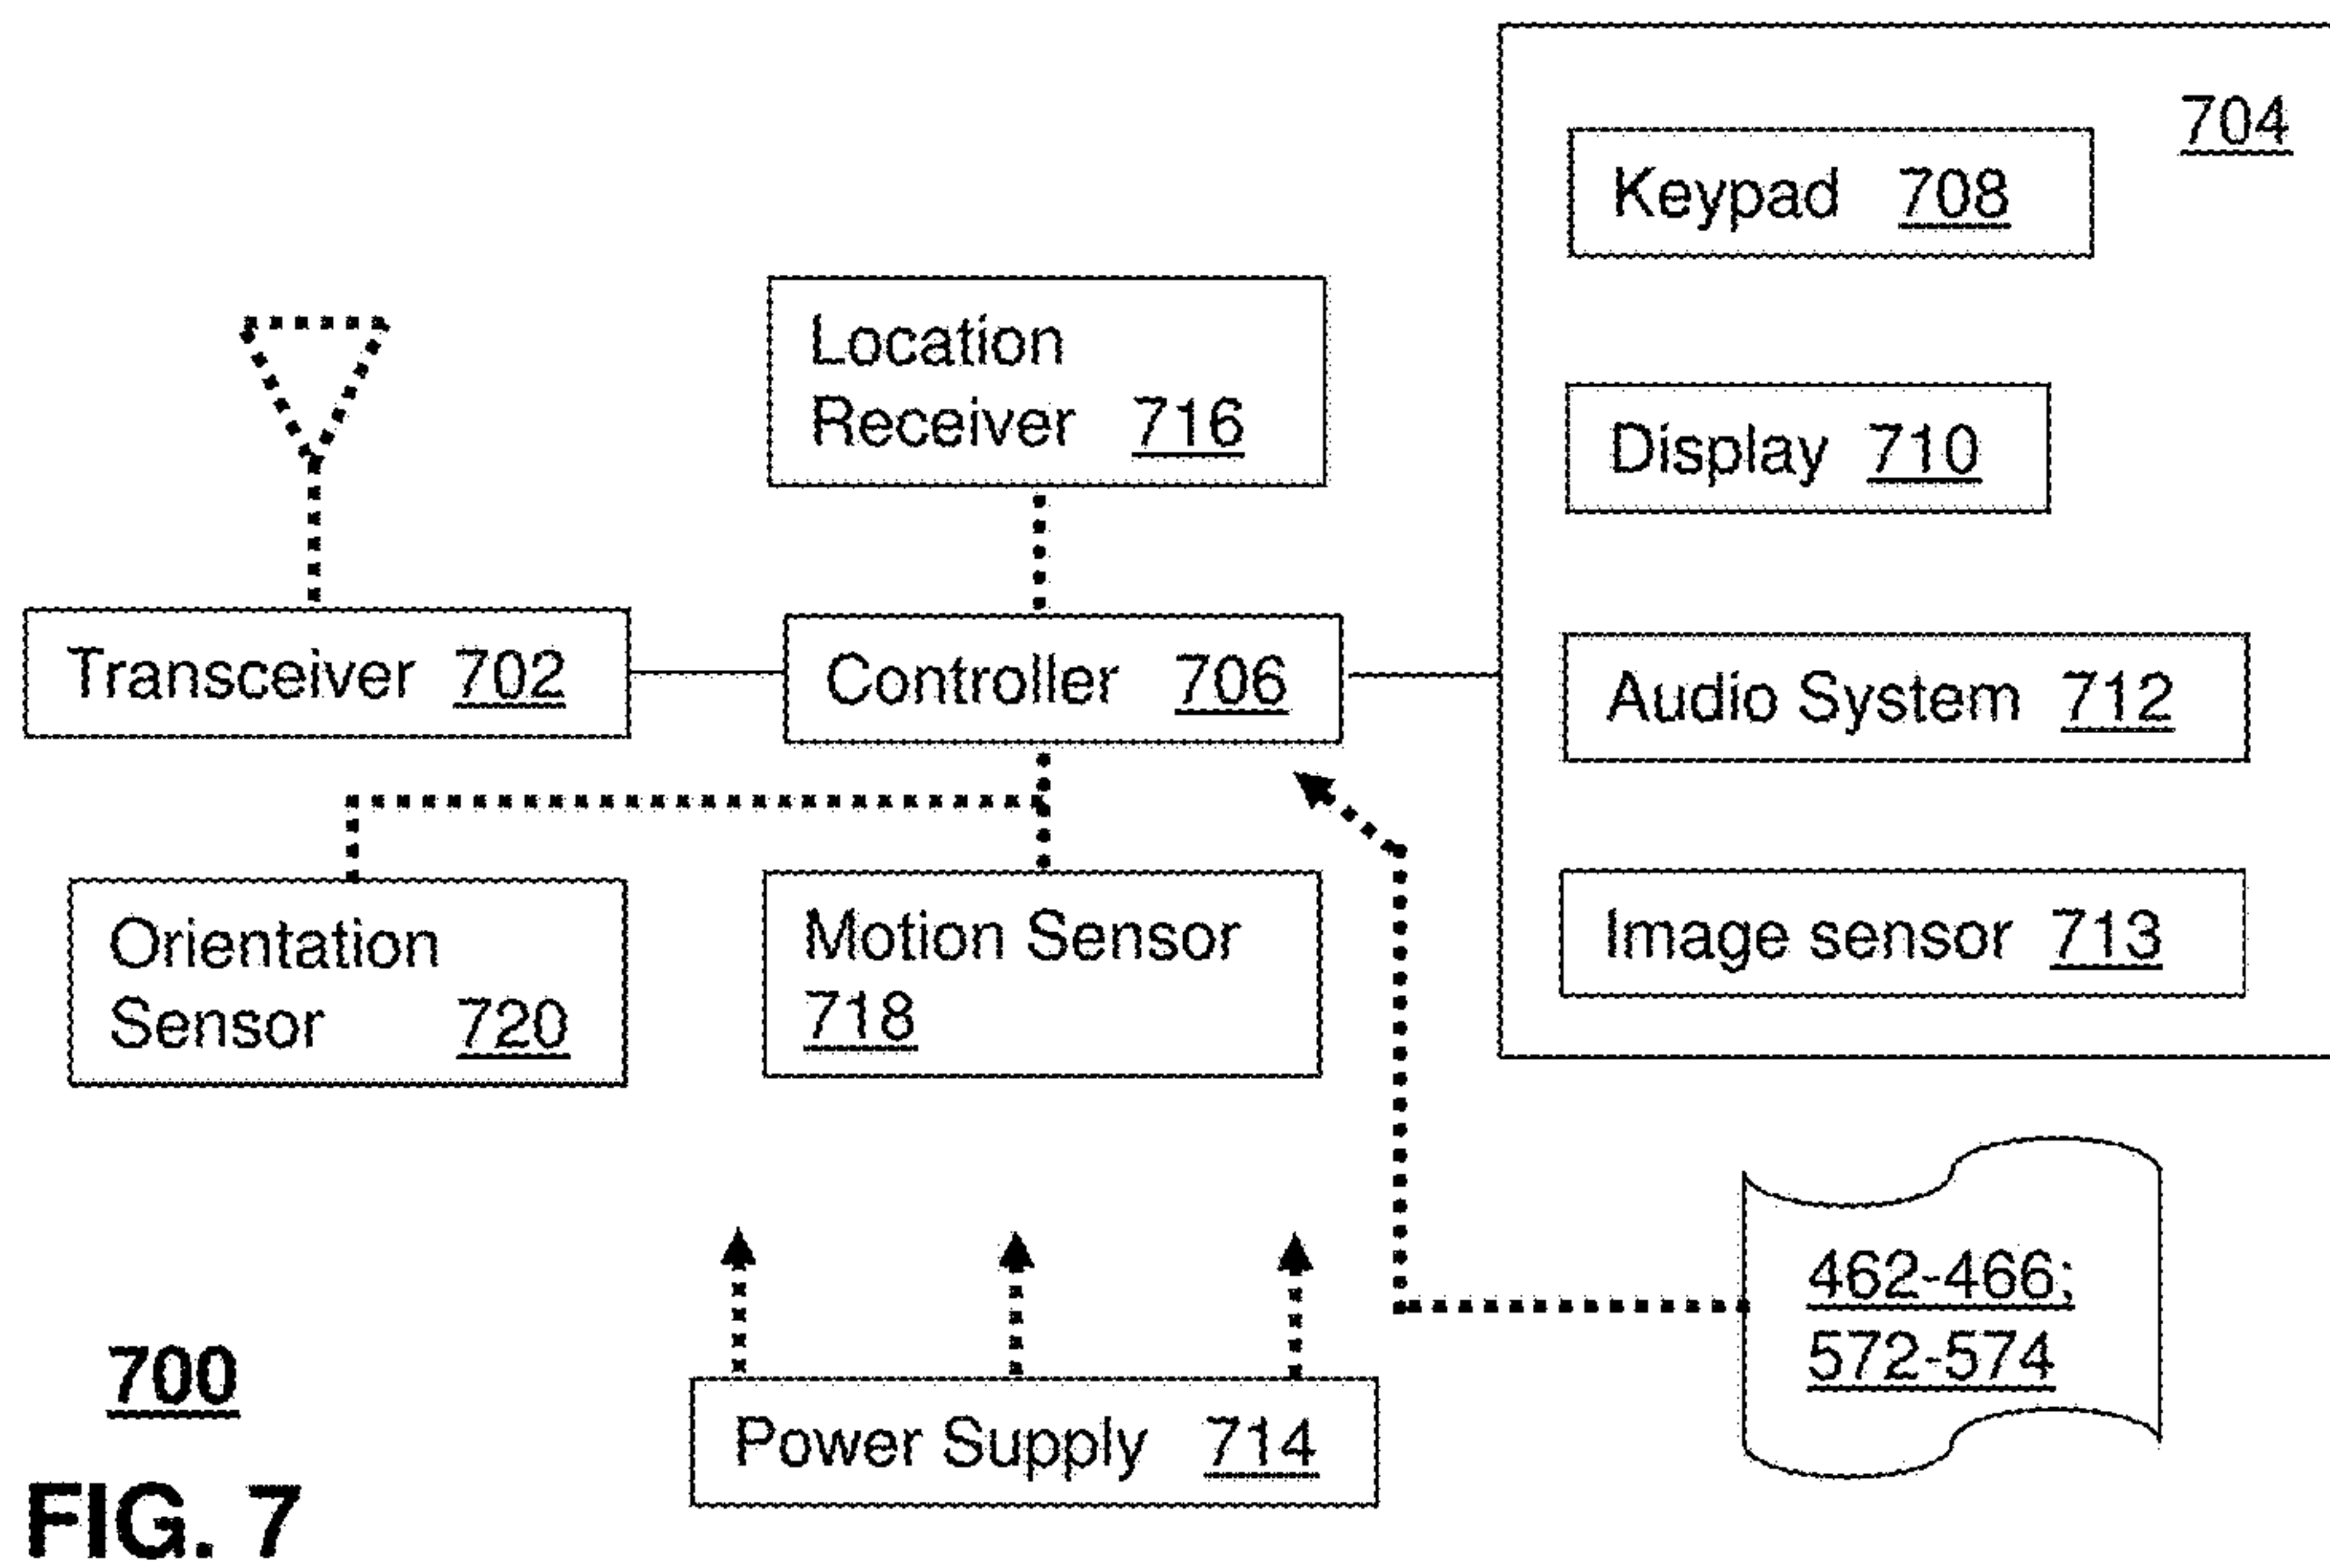 704
Keypad 708
Location
Receiver 716
Display 710
Transceiver 702
Controller 706
Audio System 712
Orientation
Sensor 720
Motion Sensor
718
Image sensor 713
462-466;
572-574
Power Supply 714
700
FIG. 7